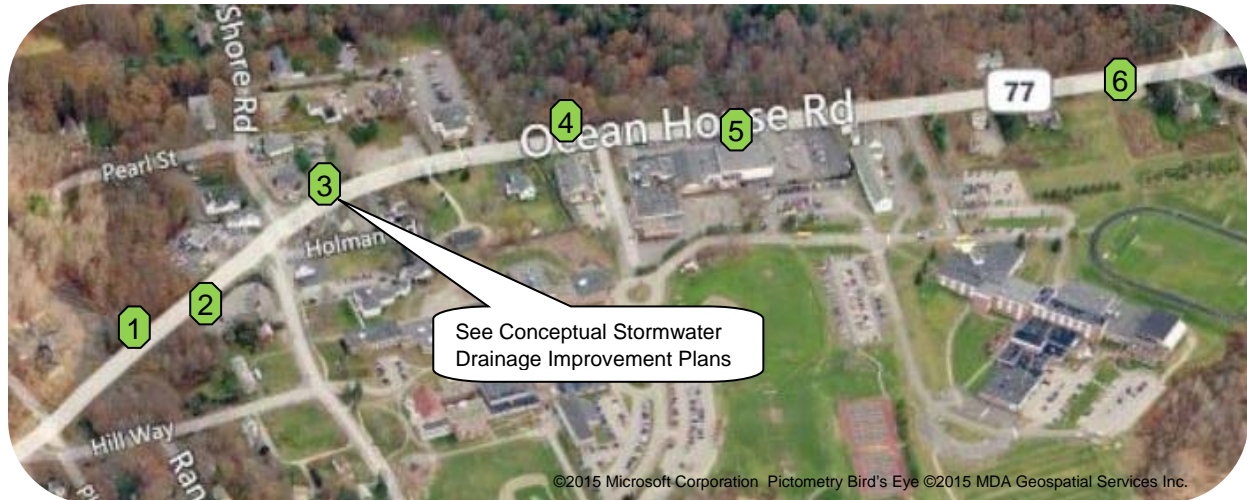 Shore Rd
6
77
4
Ocean House Rd
5
Pearl St
3
Holman Rd
2
1
See Conceptual Stormwater
Drainage Improvement Plans
Hill Way
Ran
©2015 Microsoft Corporation Pictometry Bird's Eye ©2015 MDA Geospatial Services Inc.